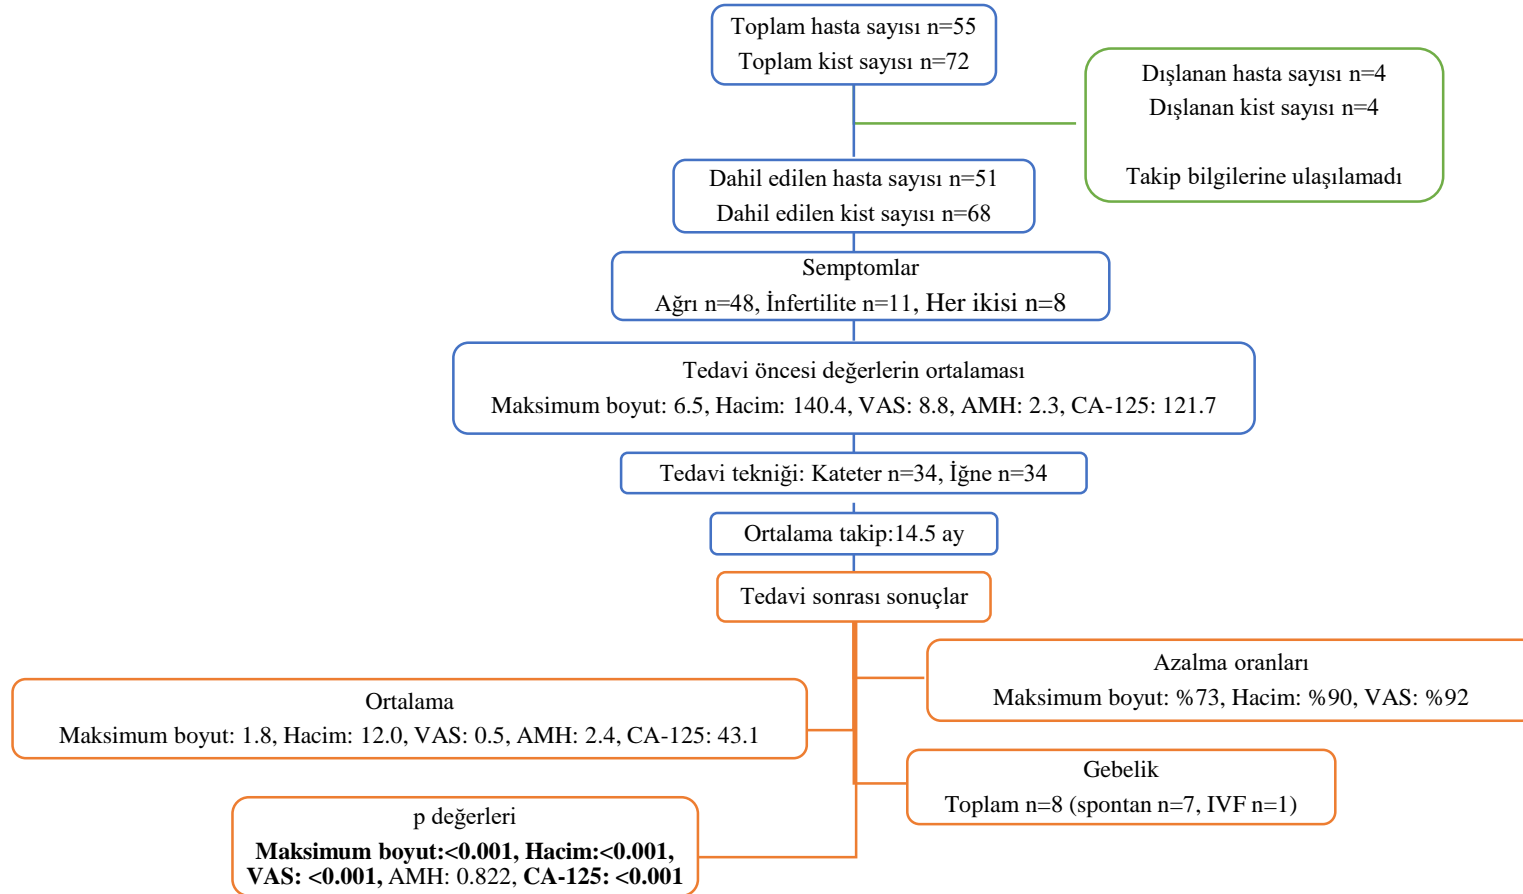 Toplam hasta sayısı n=55
Toplam kist sayısı n=72
Dışlanan hasta sayısı n=4
Dışlanan kist sayısı n=4
Takip bilgilerine ulaşılamadı
Dahil edilen hasta sayısı n=51
Dahil edilen kist sayısı n=68
Semptomlar
Ağrı n=48, İnfertilite n=11, Her ikisi n=8
Tedavi öncesi değerlerin ortalaması
Maksimum boyut: 6.5, Hacim: 140.4, VAS: 8.8, AMH: 2.3, CA-125: 121.7
Tedavi tekniği: Kateter n=34, İğne n=34
Ortalama takip:14.5 ay
Tedavi sonrası sonuçlar
Azalma oranları
Maksimum boyut: %73, Hacim: %90, VAS: %92
Ortalama
Maksimum boyut: 1.8, Hacim: 12.0, VAS: 0.5, AMH: 2.4, CA-125: 43.1
Gebelik
Toplam n=8 (spontan n=7, IVF n=1)
p değerleri
Maksimum boyut:<0.001, Hacim:<0.001,
VAS: <0.001, AMH: 0.822, CA-125: <0.001